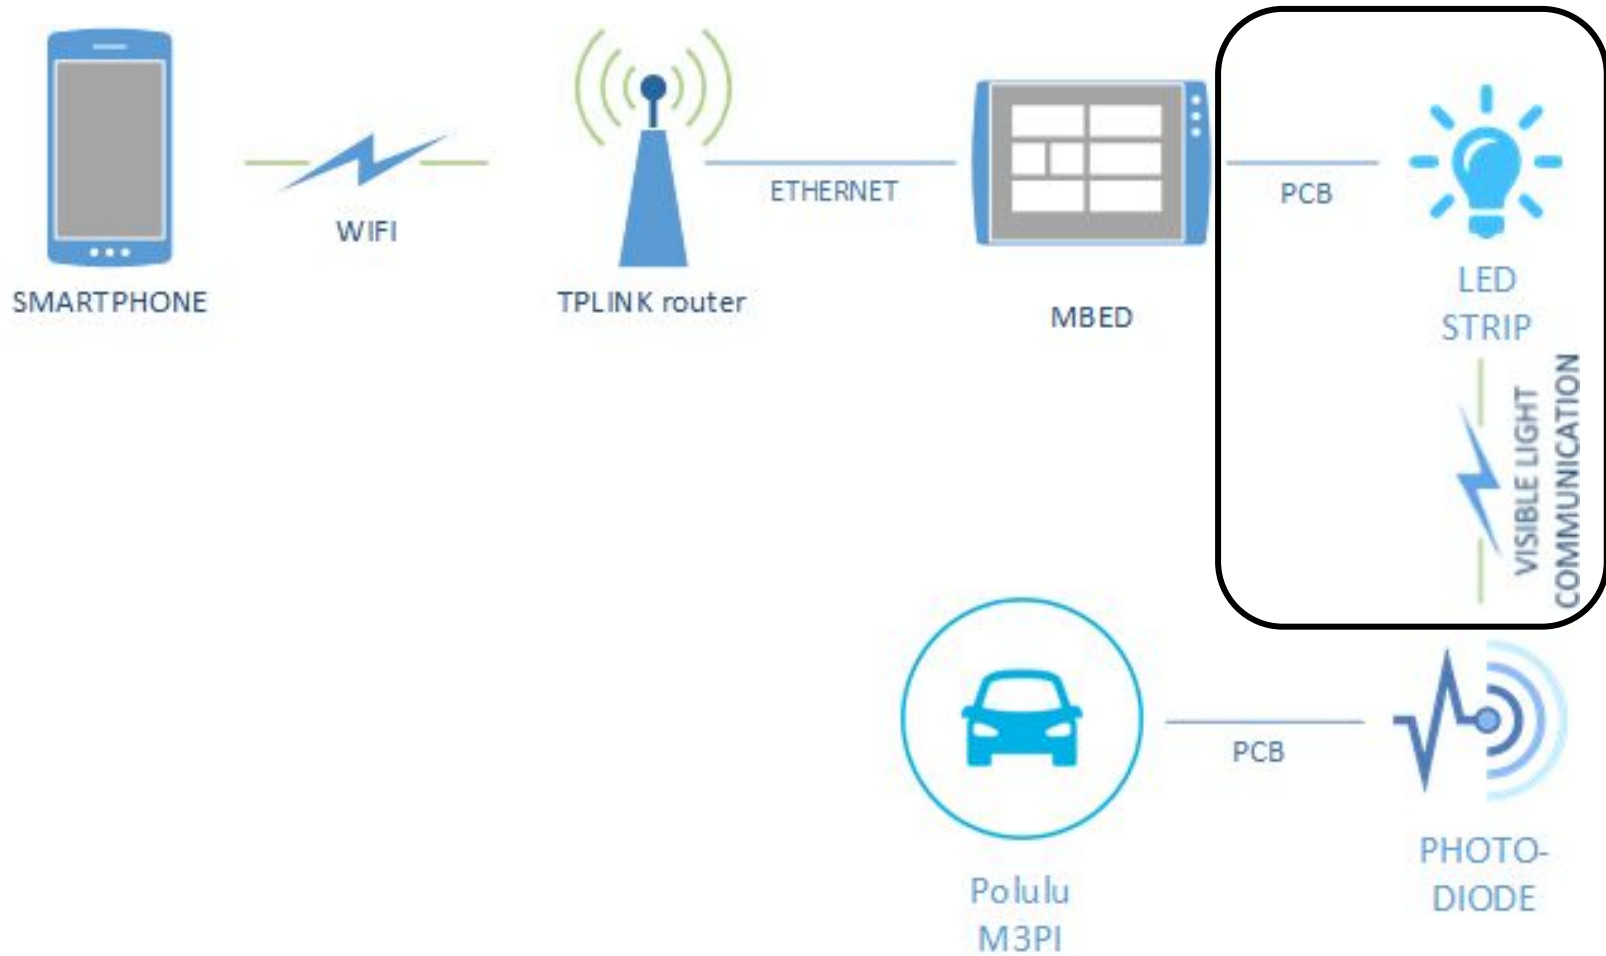 WIFI
SMARTPHONE
TPLINK router
ETHERNET
MBED
PCB
LED
STRIP
VISIBLE LIGHT
COMMUNICATION
PCB
Polulu
M3PI
PHOTO-
DIODE